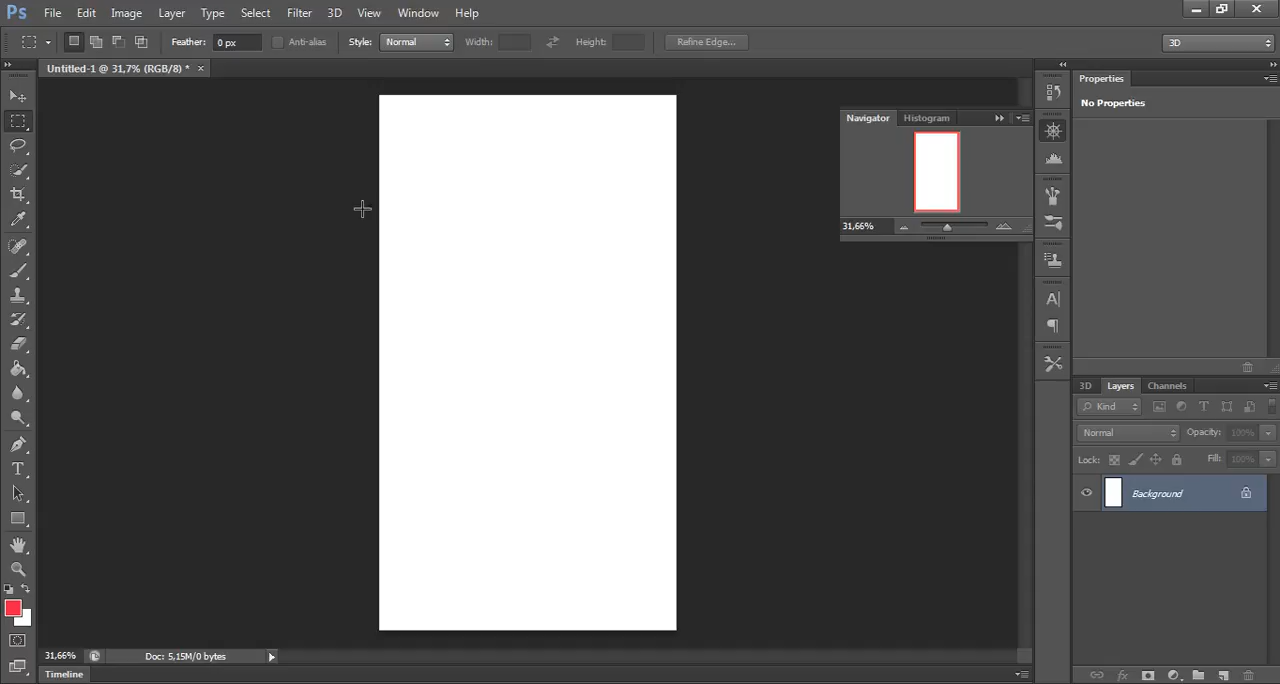 Ps File Edit Image Layer Type Select Filter 3D View Window Help
Feather: 0 px Anti-alias Style: Normal Width: Height: Refine Edge... 3D
Untitled-1 @ 31,7% (RGB/8) * ×
Properties
No Properties
Navigator Histogram
31,66%
3D Layers Channels
Kind
Normal Opacity: 100%
Lock: Fill: 100%
Background
31,66% Doc: 5,15M/0 bytes
Timeline